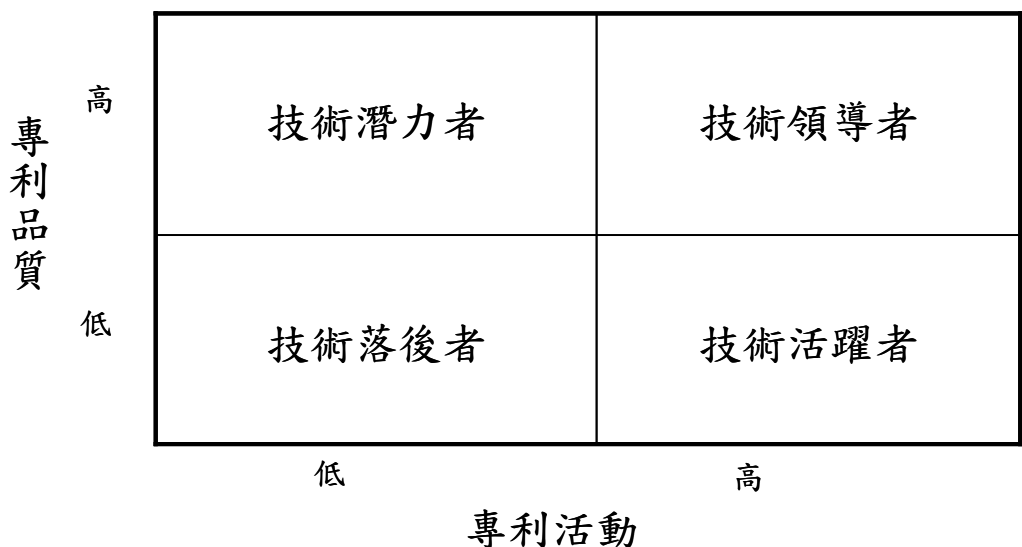 專利品質
高
技術潛力者
技術領導者
低
技術落後者
技術活躍者
低
高
專利活動